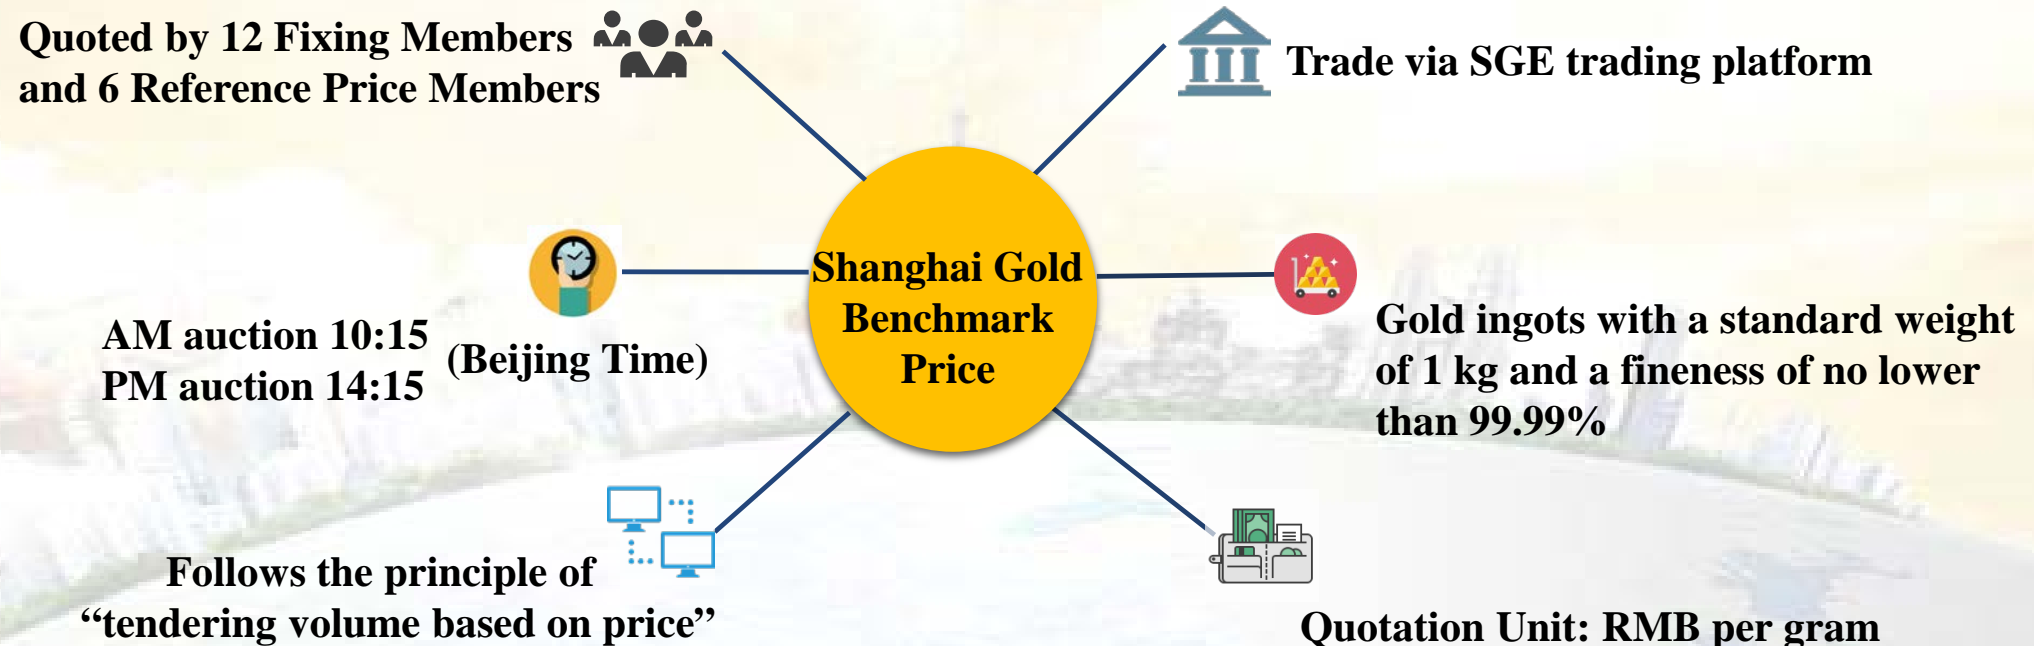 Quoted by 12 Fixing Members
and 6 Reference Price Members
Trade via SGE trading platform
Shanghai Gold
Benchmark
Price
AM auction 10:15
PM auction 14:15
(Beijing Time)
Gold ingots with a standard weight
of 1 kg and a fineness of no lower
than 99.99%
Follows the principle of
“tendering volume based on price”
Quotation Unit: RMB per gram